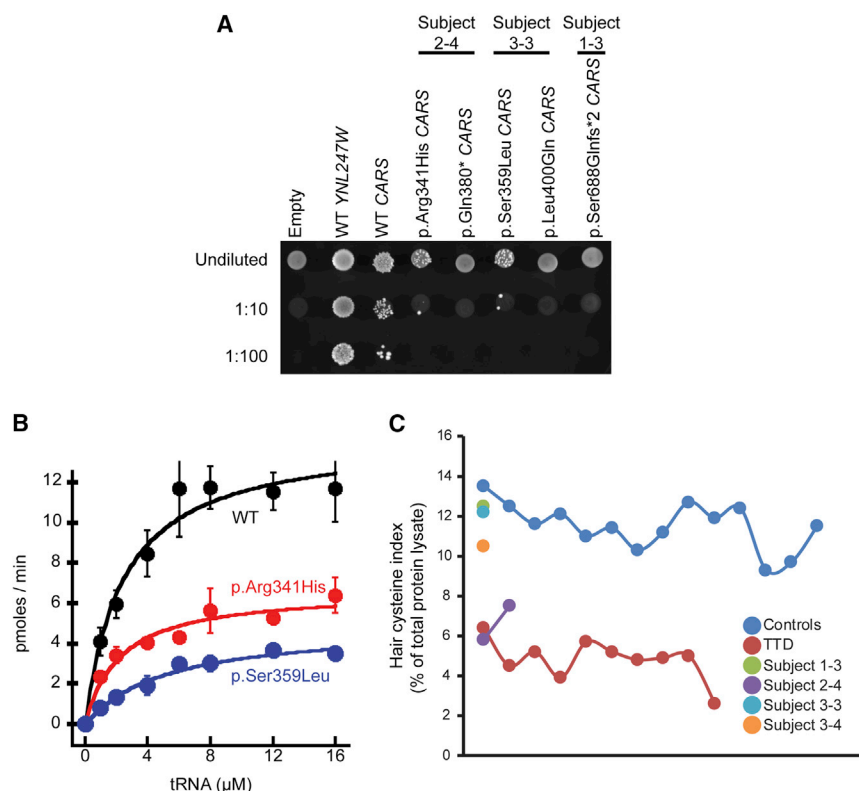 A
Subject Subject Subject
2-4 3-3 1-3
Empty
WT YNL247W
WT CARS
p.Arg341His CARS
p.Gln380* CARS
p.Ser359Leu CARS
p.Leu400Gln CARS
p.Ser688Glnfs*2 CARS
Undiluted
1:10
1:100
B
pmoles / min
12
10
8
6
4
2
0
WT
p.Arg341His
p.Ser359Leu
0 4 8 12 16
tRNA (µM)
C
Hair cysteine index
(% of total protein lysate)
16
14
12
10
8
6
4
2
0
Controls
TTD
Subject 1-3
Subject 2-4
Subject 3-3
Subject 3-4